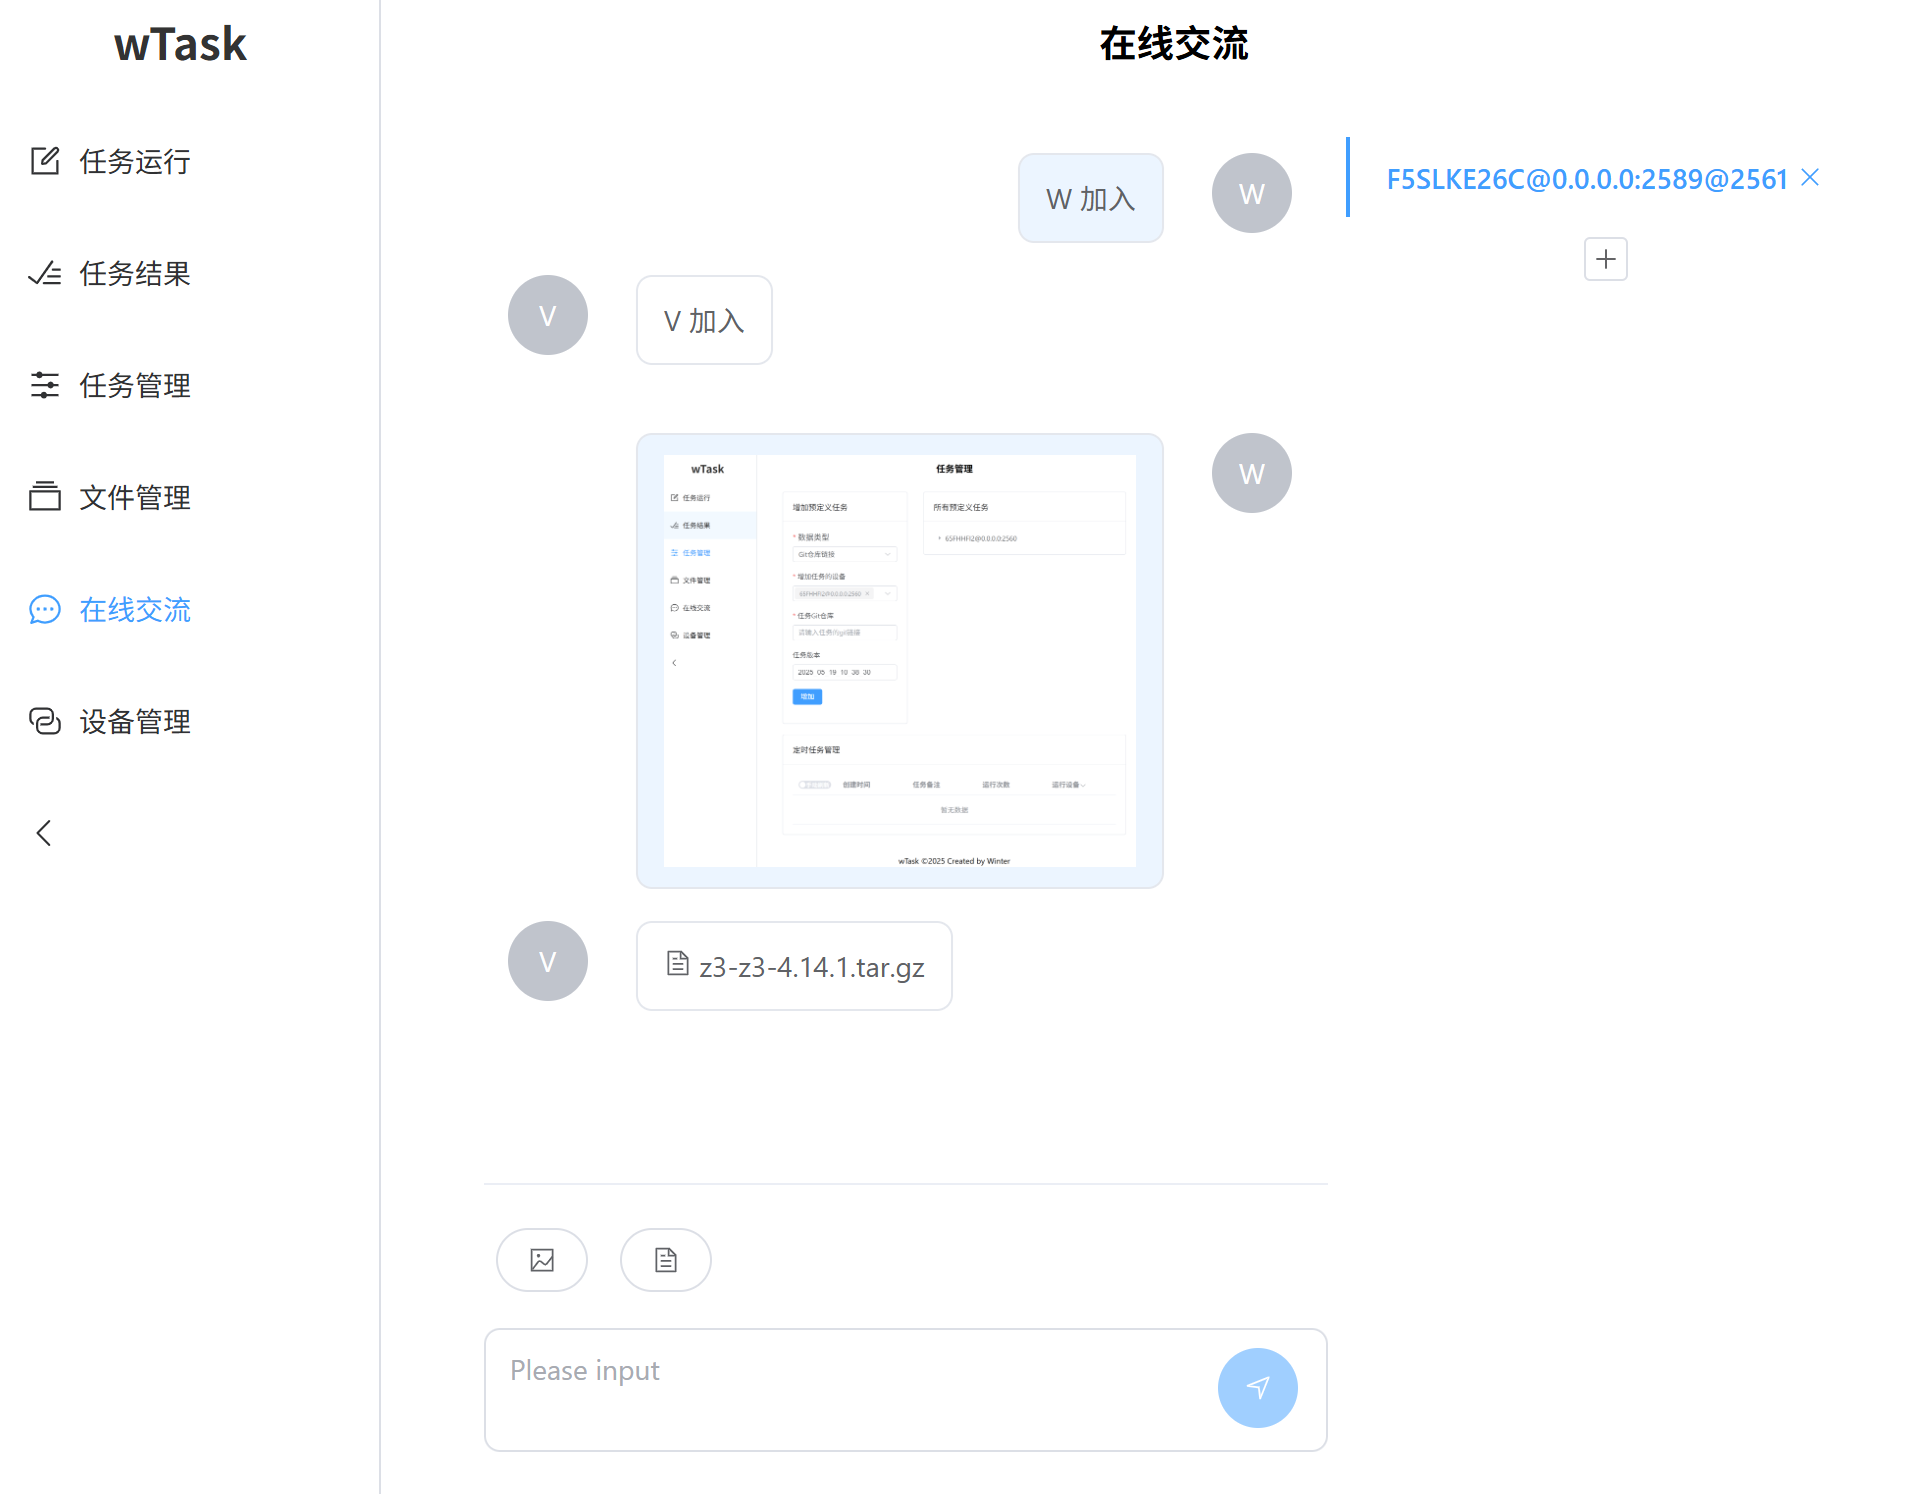 wTask
任务运行
任务结果
任务管理
文件管理
在线交流
设备管理
在线交流
W 加入
W
V
V 加入
W
wTask
任务运行
任务结果
任务管理
文件管理
在线交流
设备管理
任务管理
增加预定义任务
* 数据类型
Git仓库链接
* 增加任务的设备
65FHHFI2@0.0.0.0:2560
* 任务Git仓库
请输入任务的git链接
任务版本
2025 05 19 10 38 30
增加
所有预定义任务
65FHHFI2@0.0.0.0:2560
定时任务管理
创建时间 任务备注 运行次数 运行设备
暂无数据
wTask ©2025 Created by Winter
V
z3-z3-4.14.1.tar.gz
Please input
F5SLKE26C@0.0.0.0:2589@2561